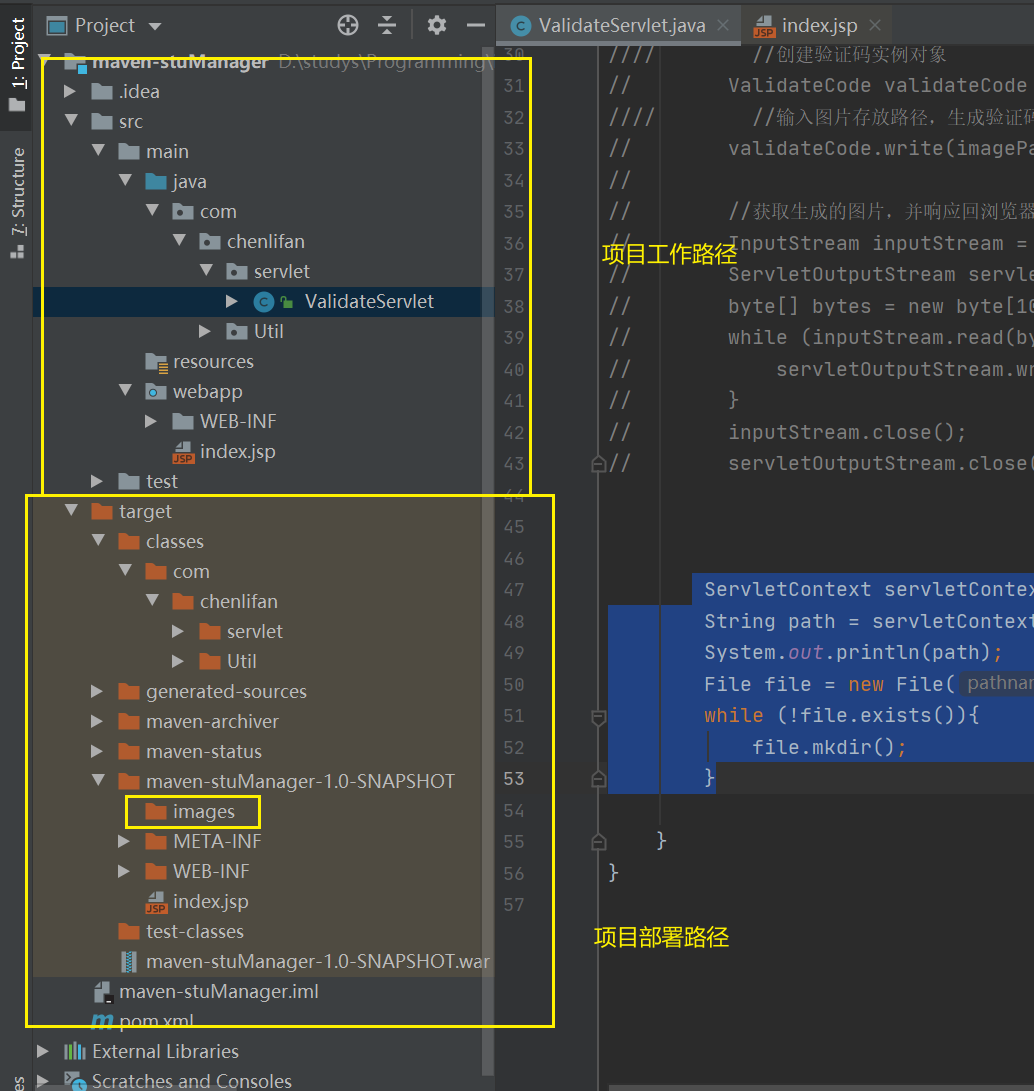 Project
ValidateServlet.java
index.jsp
1: Project
7: Structure
maven-stuManager D:\studys\Programming\
.idea
src
main
java
com
chenlifan
servlet
ValidateServlet
Util
resources
webapp
WEB-INF
index.jsp
test
target
classes
com
chenlifan
servlet
Util
generated-sources
maven-archiver
maven-status
maven-stuManager-1.0-SNAPSHOT
images
META-INF
WEB-INF
index.jsp
test-classes
maven-stuManager-1.0-SNAPSHOT.war
maven-stuManager.iml
pom.xml
External Libraries
Scratches and Consoles
30 //// //创建验证码实例对象
31 // ValidateCode validateCode
32 //// //输入图片存放路径，生成验证码
33 // validateCode.write(imagePa
34 //
35 // //获取生成的图片，并响应回浏览器
36 // InputStream inputStream =
项目工作路径
37 // ServletOutputStream servle
38 // byte[] bytes = new byte[10
39 // while (inputStream.read(by
40 // servletOutputStream.wr
41 // }
42 // inputStream.close();
43 // servletOutputStream.close(
44
45
46
47 ServletContext servletContex
48 String path = servletContext
49 System.out.println(path);
50 File file = new File( pathnam
51 while (!file.exists()){
52 file.mkdir();
53 }
54
55 }
56 }
57
项目部署路径